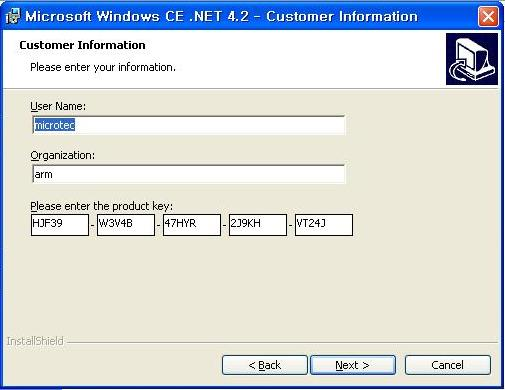 Microsoft Windows CE .NET 4.2 - Customer Information
Customer Information
Please enter your information.
User Name:
microtec
Organization:
arm
Please enter the product key:
HJF39 - W3V4B - 47HYR - 2J9KH - VT24J
InstallShield
< Back Next > Cancel